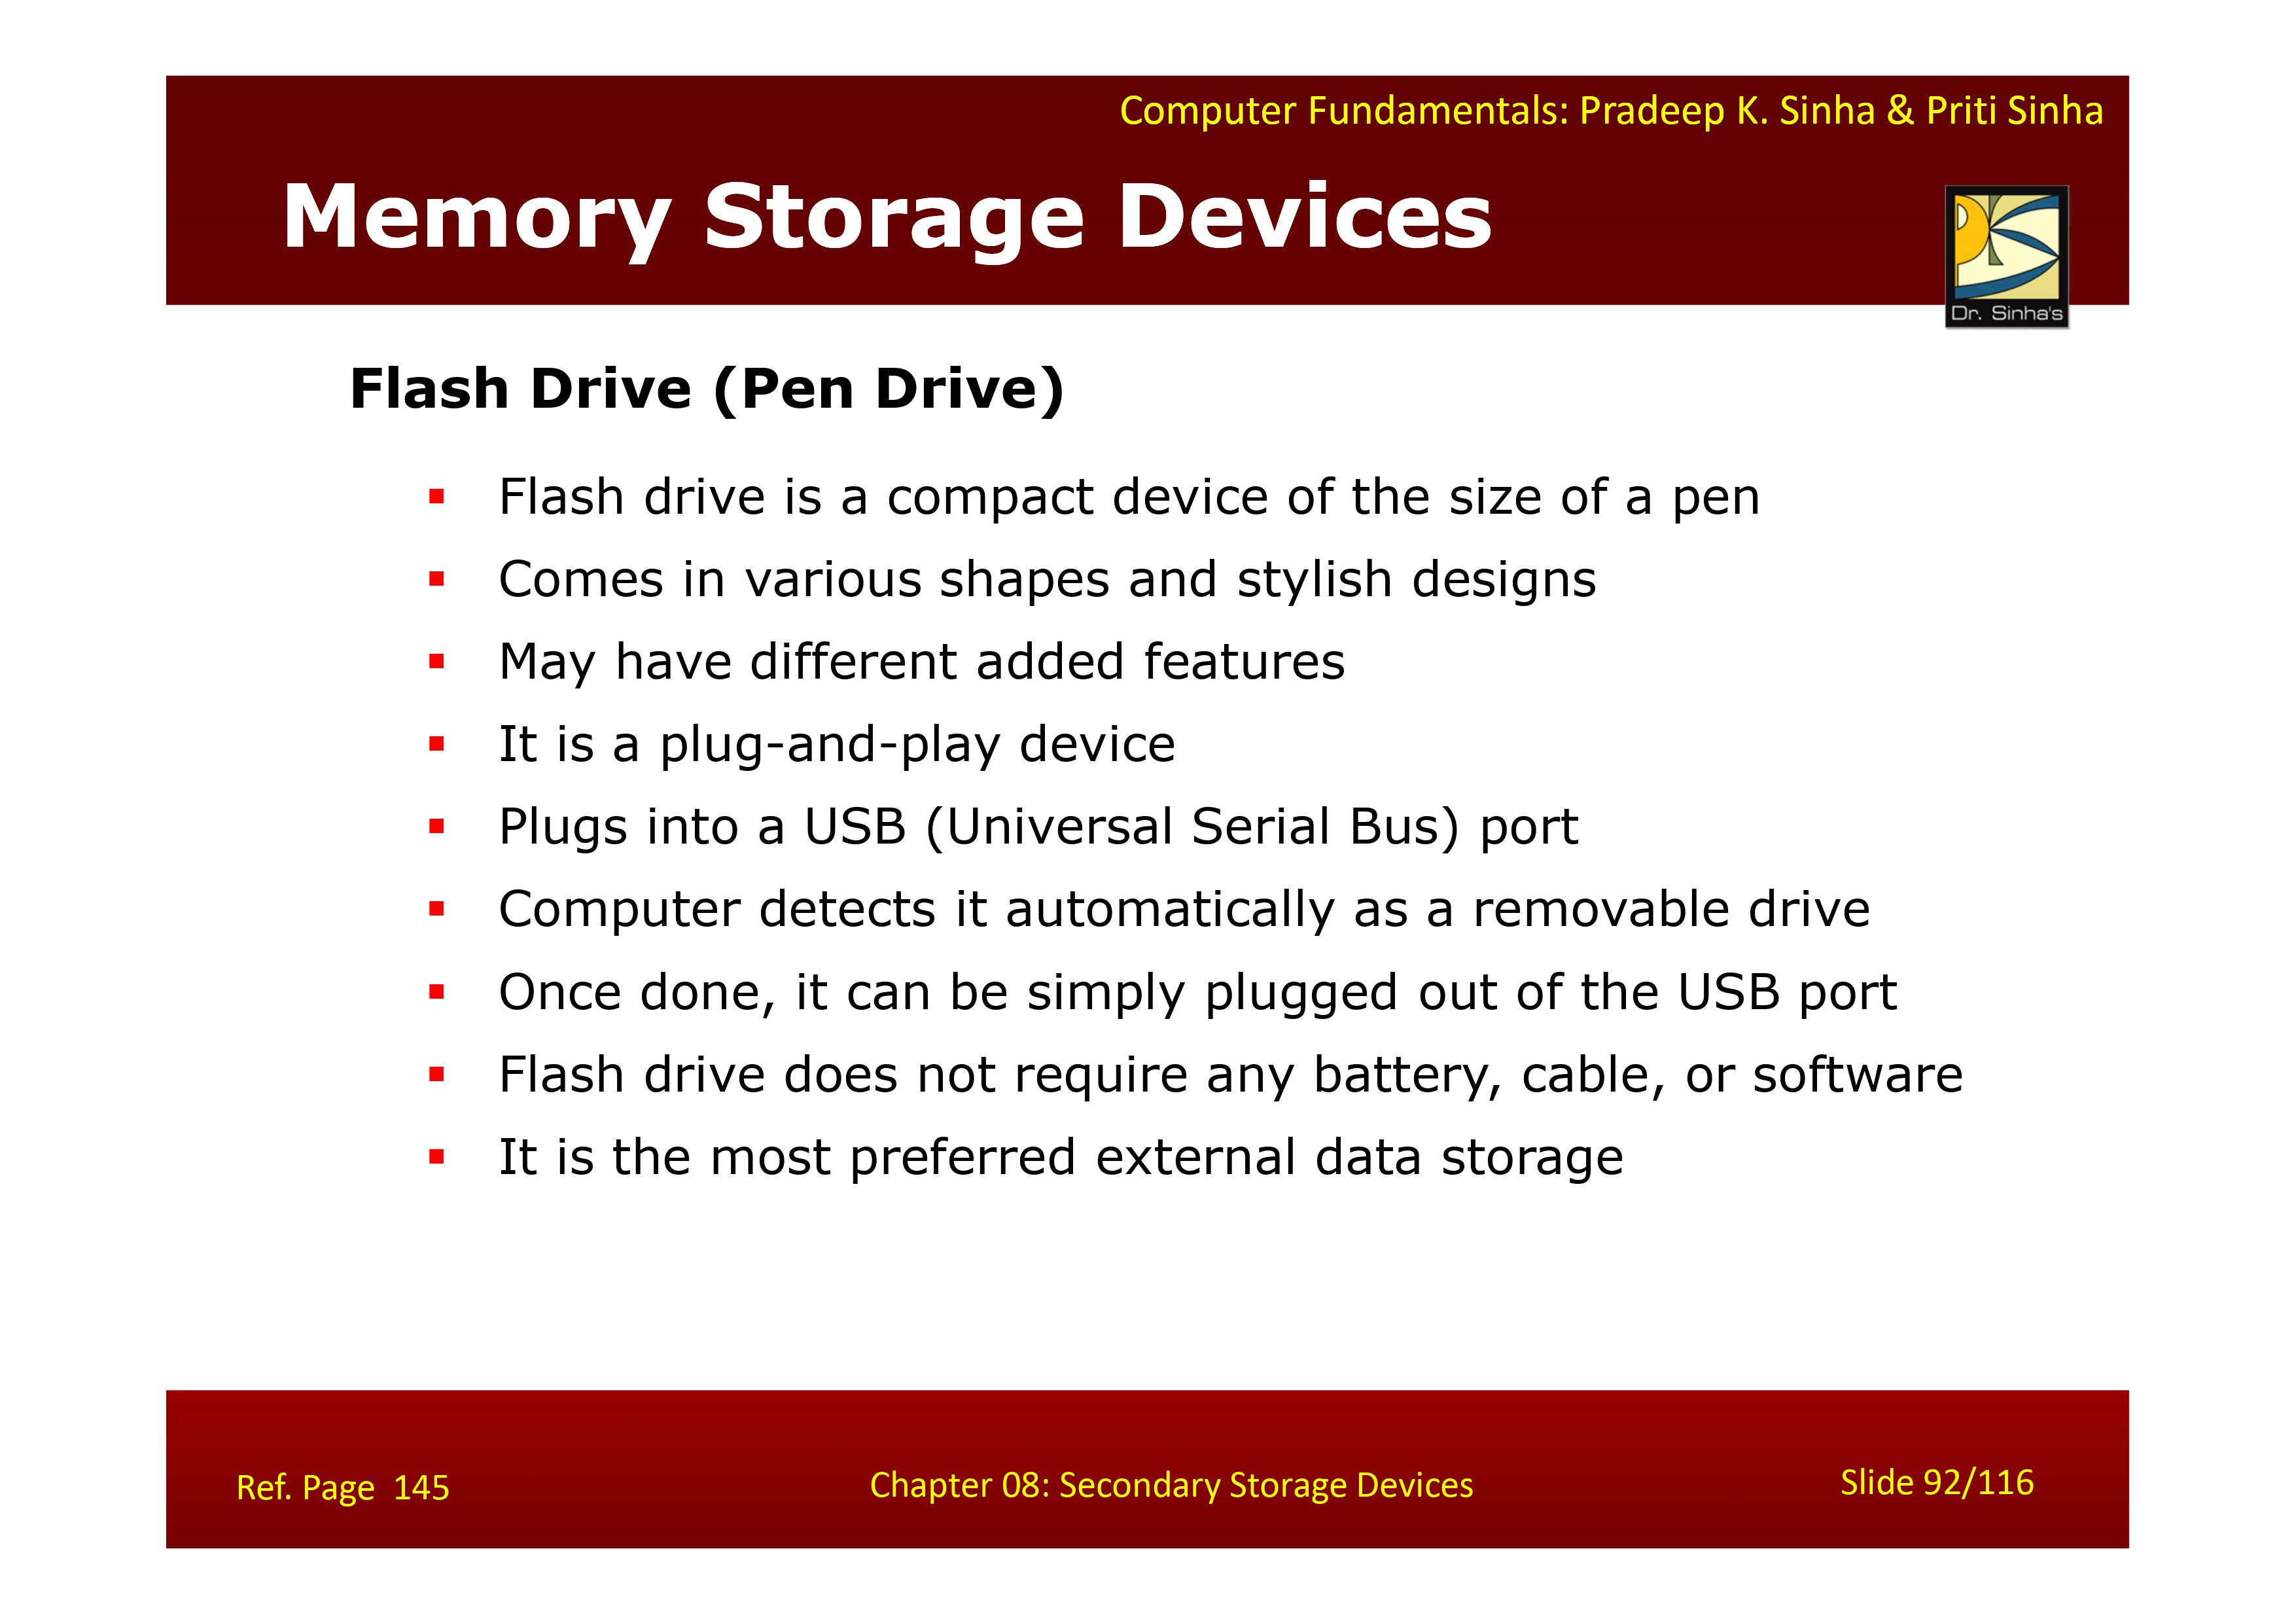 Computer Fundamentals: Pradeep K. Sinha & Priti Sinha
Memory Storage Devices
Dr. Sinha's
Flash Drive (Pen Drive)
Flash drive is a compact device of the size of a pen
Comes in various shapes and stylish designs
May have different added features
It is a plug-and-play device
Plugs into a USB (Universal Serial Bus) port
Computer detects it automatically as a removable drive
Once done, it can be simply plugged out of the USB port
Flash drive does not require any battery, cable, or software
It is the most preferred external data storage
Ref. Page 145
Chapter 08: Secondary Storage Devices
Slide 92/116